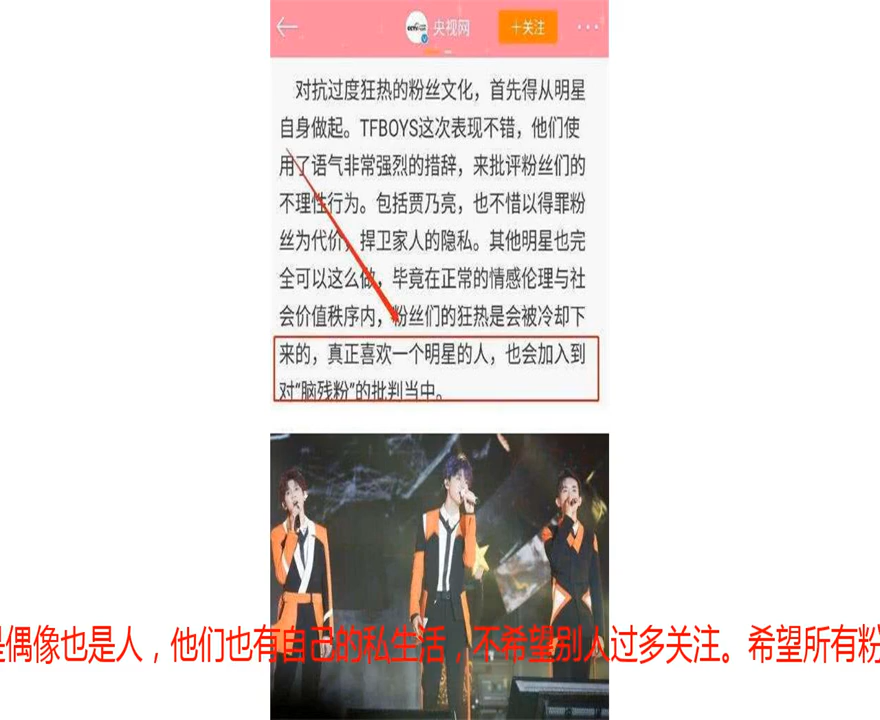 央视网
十关注
对抗过度狂热的粉丝文化，首先得从明星
自身做起。TFBOYS这次表现不错，他们使
用了语气非常强烈的措辞，来批评粉丝们的
不理性行为。包括贾乃亮，也不惜以得罪粉
丝为代价，捍卫家人的隐私。其他明星也完
全可以这么做，毕竟在正常的情感伦理与社
会价值秩序内，粉丝们的狂热是会被冷却下
来的，真正喜欢一个明星的人，也会加入到
对“脑残粉”的批判当中。
是偶像也是人，他们也有自己的私生活，不希望别人过多关注。希望所有粉